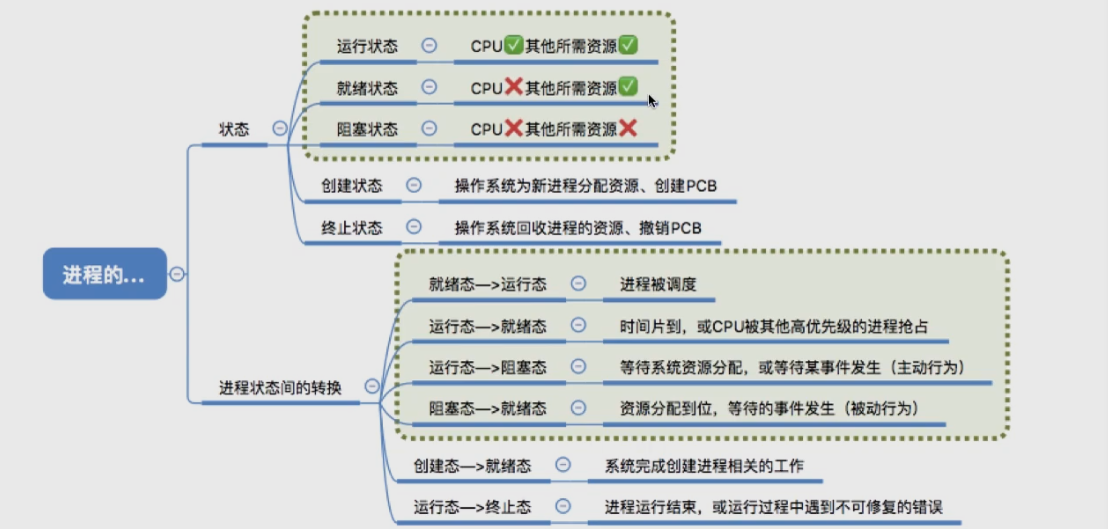 进程的...
状态
运行状态
CPU✅其他所需资源✅
就绪状态
CPU❌其他所需资源✅
阻塞状态
CPU❌其他所需资源❌
创建状态
操作系统为新进程分配资源、创建PCB
终止状态
操作系统回收进程的资源、撤销PCB
进程状态间的转换
就绪态—>运行态
进程被调度
运行态—>就绪态
时间片到，或CPU被其他高优先级的进程抢占
运行态—>阻塞态
等待系统资源分配，或等待某事件发生（主动行为）
阻塞态—>就绪态
资源分配到位，等待的事件发生（被动行为）
创建态—>就绪态
系统完成创建进程相关的工作
运行态—>终止态
进程运行结束，或运行过程中遇到不可修复的错误